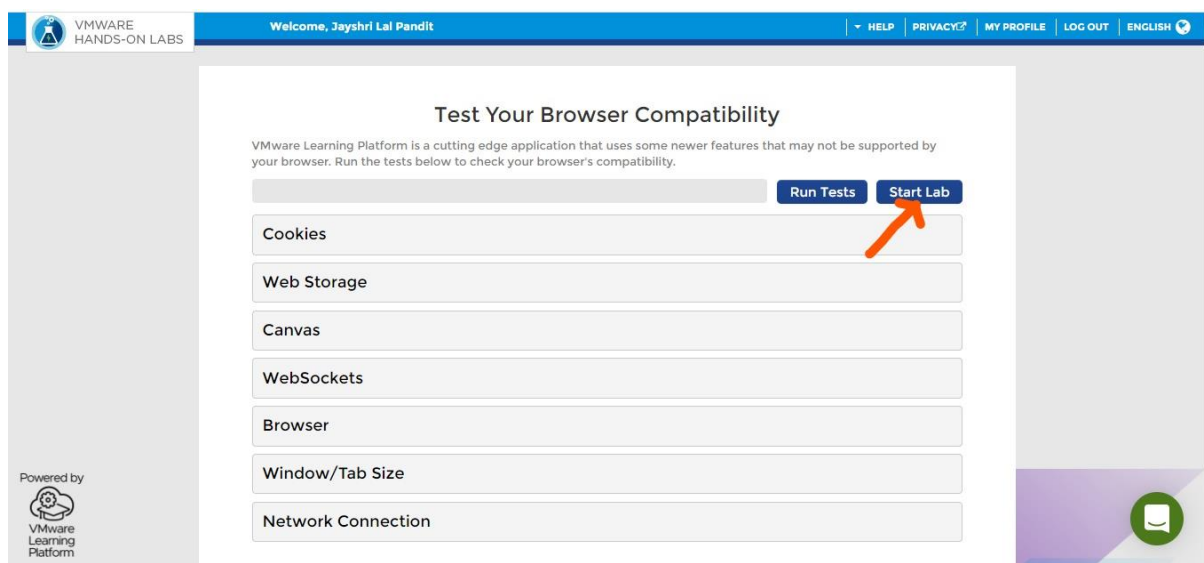 VMWARE
HANDS-ON LABS
Welcome, Jayshri Lal Pandit
HELP
PRIVACY
MY PROFILE
LOG OUT
ENGLISH
Test Your Browser Compatibility
VMware Learning Platform is a cutting edge application that uses some newer features that may not be supported by
your browser. Run the tests below to check your browser's compatibility.
Run Tests
Start Lab
Cookies
Web Storage
Canvas
WebSockets
Browser
Window/Tab Size
Network Connection
Powered by
VMware
Learning
Platform